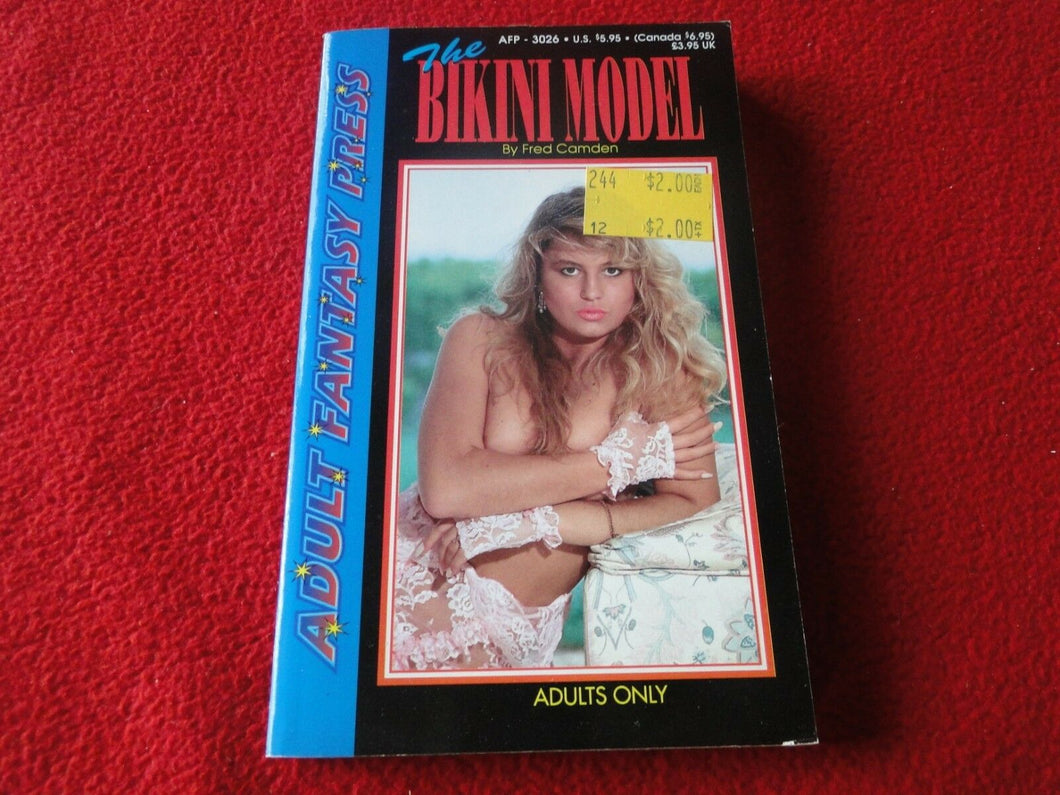 ADULT FANTASY PRESS
AFP - 3026 • U.S. $5.95 • (Canada $6.95)
£3.95 UK
The
BIKINI MODEL
By Fred Camden
244 $2.00
12 $2.00
ADULTS ONLY